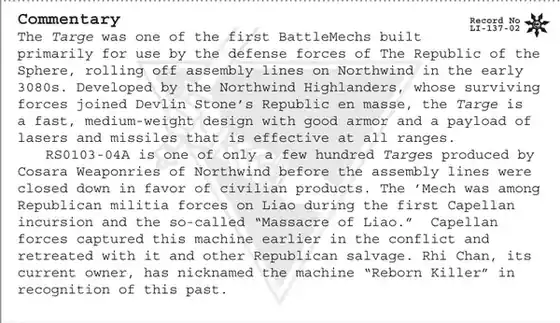 Commentary
Record No
LI-137-02
The Targe was one of the first BattleMechs built
primarily for use by the defense forces of The Republic of the
Sphere, rolling off assembly lines on Northwind in the early
3080s. Developed by the Northwind Highlanders, whose surviving
forces joined Devlin Stone's Republic en masse, the Targe is
a fast, medium-weight design with good armor and a payload of
lasers and missiles that is effective at all ranges.
RS0103-04A is one of only a few hundred Targes produced by
Cosara Weaponries of Northwind before the assembly lines were
closed down in favor of civilian products. The 'Mech was among
Republican militia forces on Liao during the first Capellan
incursion and the so-called “Massacre of Liao.” Capellan
forces captured this machine earlier in the conflict and
retreated with it and other Republican salvage. Rhi Chan, its
current owner, has nicknamed the machine “Reborn Killer” in
recognition of this past.